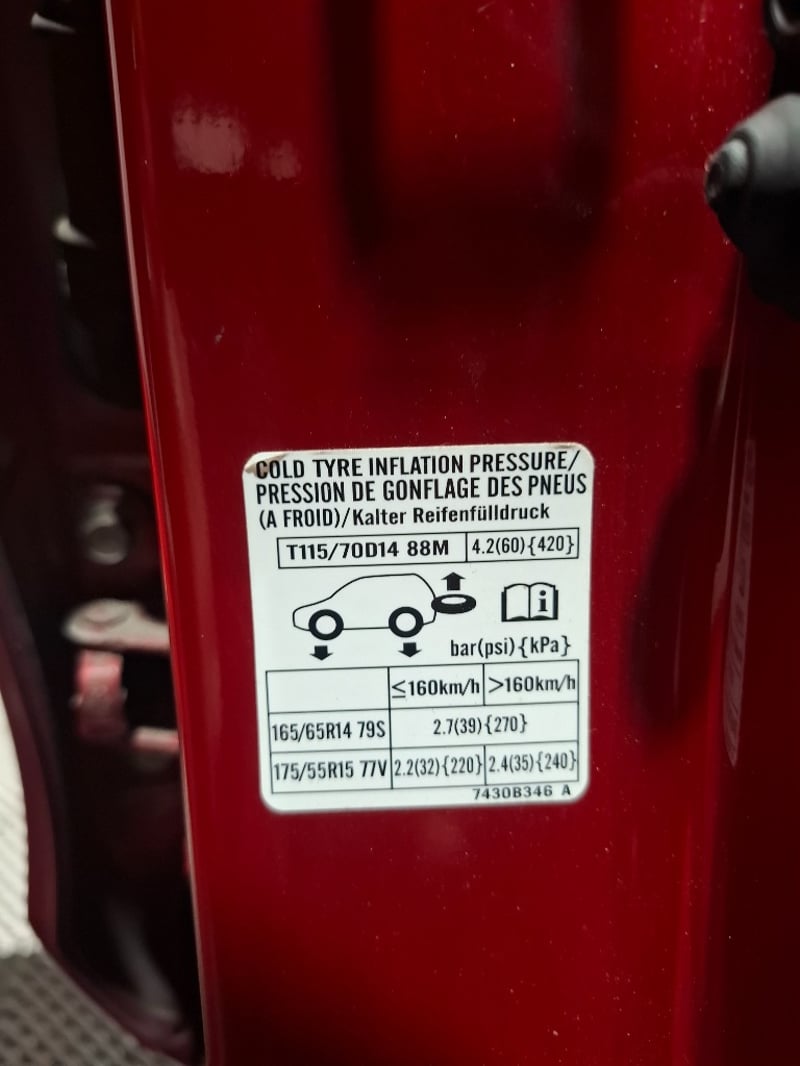 COLD TYRE INFLATION PRESSURE/
PRESSION DE GONFLAGE DES PNEUS
(A FROID)/Kalter Reifenfülldruck
T115/70D14 88M 4.2(60){420}
i
bar(psi){kPa}
≤160km/h >160km/h
165/65R14 79S 2.7(39){270}
175/55R15 77V 2.2(32){220} 2.4(35){240}
7430B346 A